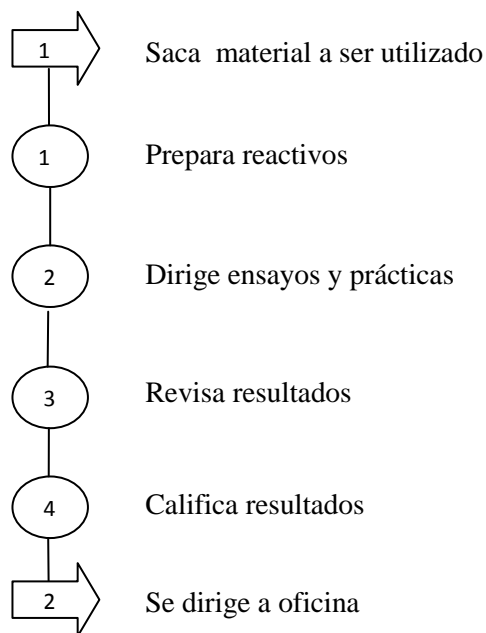 1 Saca material a ser utilizado
1 Prepara reactivos
2 Dirige ensayos y prácticas
3 Revisa resultados
4 Califica resultados
2 Se dirige a oficina